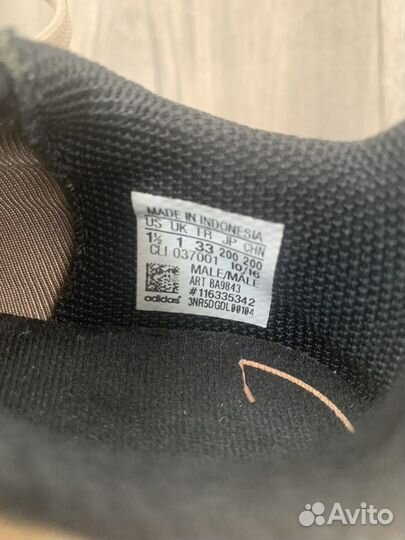 MADE IN INDONESIA
US UK FR JP CHN
1½ 1 33 200 200
CLI 037001 10/16
MALE/MÂLE
ART BA9843
#116335342
adidas 3NR5DGDL00104
Avito